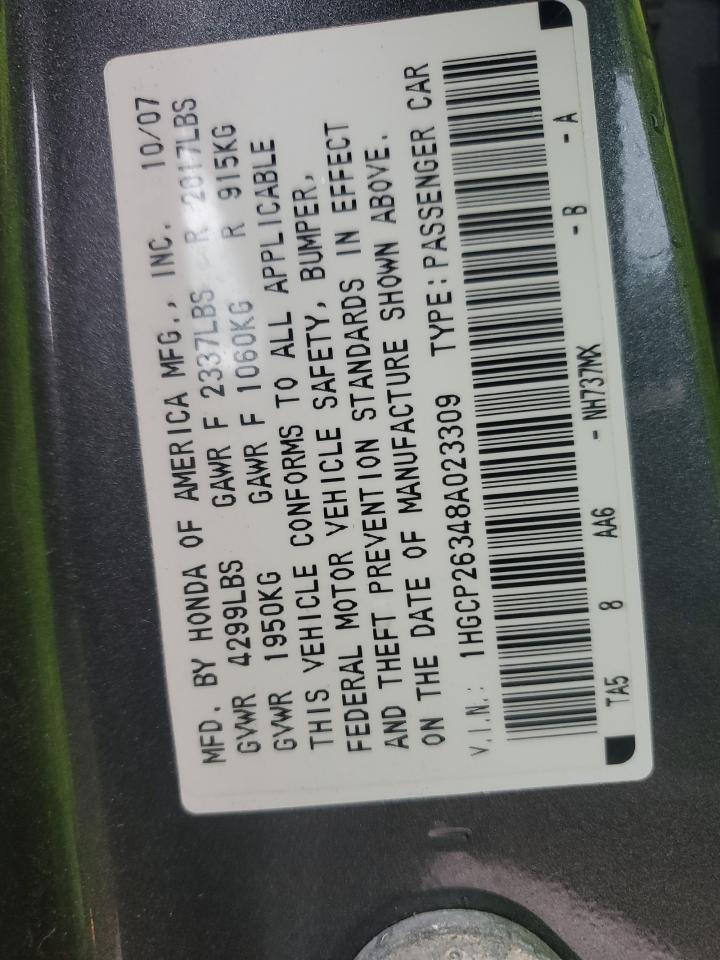 MFD. BY HONDA OF AMERICA MFG., INC. 10/07
GVWR 4299LBS GAWR F 2337LBS R 2017LBS
GVWR 1950KG GAWR F 1060KG R 915KG
THIS VEHICLE CONFORMS TO ALL APPLICABLE
FEDERAL MOTOR VEHICLE SAFETY, BUMPER,
AND THEFT PREVENTION STANDARDS IN EFFECT
ON THE DATE OF MANUFACTURE SHOWN ABOVE.
V.I.N.: 1HGCP26348A023309 TYPE: PASSENGER CAR
TA5 8 AA6 - NH737MX - B - A